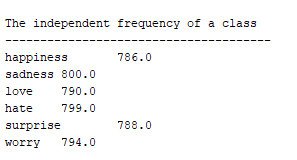 The independent frequency of a class
--------------------------------------
happiness 786.0
sadness 800.0
love 790.0
hate 799.0
surprise 788.0
worry 794.0